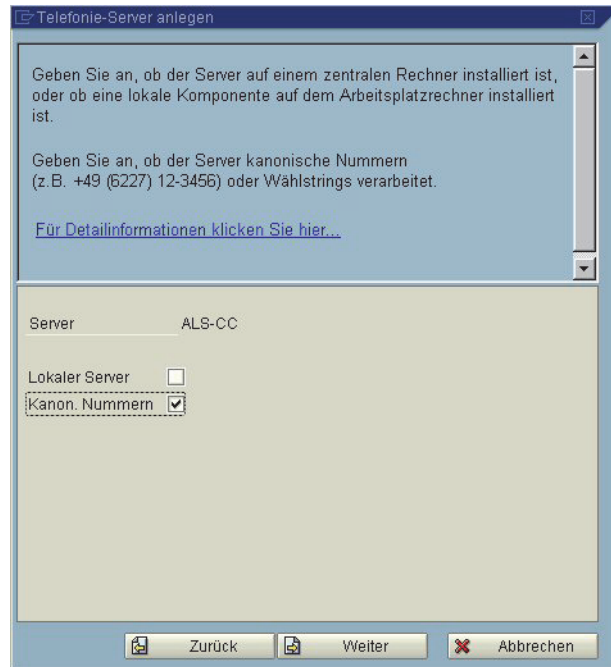 Telefonie-Server anlegen
Geben Sie an, ob der Server auf einem zentralen Rechner installiert ist,
oder ob eine lokale Komponente auf dem Arbeitsplatzrechner installiert
ist.
Geben Sie an, ob der Server kanonische Nummern
(z.B. +49 (6227) 12-3456) oder Wählstrings verarbeitet.
Für Detailinformationen klicken Sie hier...
Server ALS-CC
Lokaler Server
Kanon. Nummern
Zurück Weiter Abbrechen